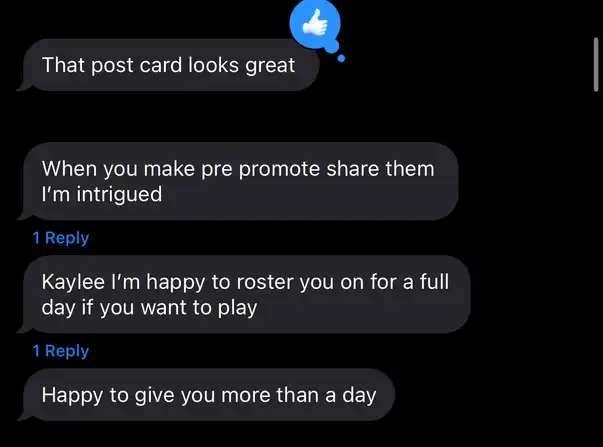 That post card looks great
When you make pre promote share them
I'm intrigued
1 Reply
Kaylee I'm happy to roster you on for a full
day if you want to play
1 Reply
Happy to give you more than a day